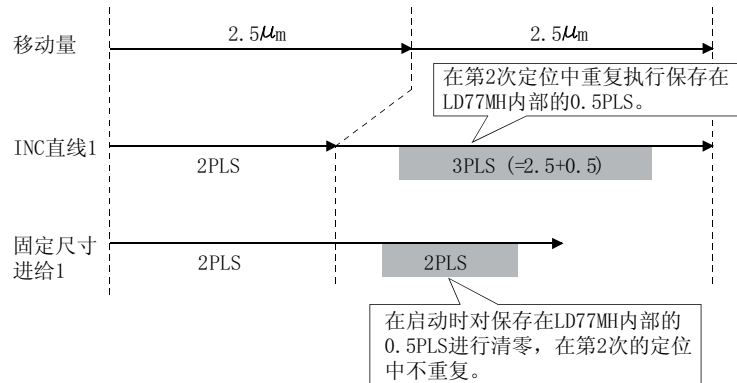 移动量
2.5μm
2.5μm
在第2次定位中重复执行保存在
LD77MH内部的0.5PLS。
INC直线1
2PLS
3PLS (=2.5+0.5)
固定尺寸
进给1
2PLS
2PLS
在启动时对保存在LD77MH内部的
0.5PLS进行清零，在第2次的定位
中不重复。